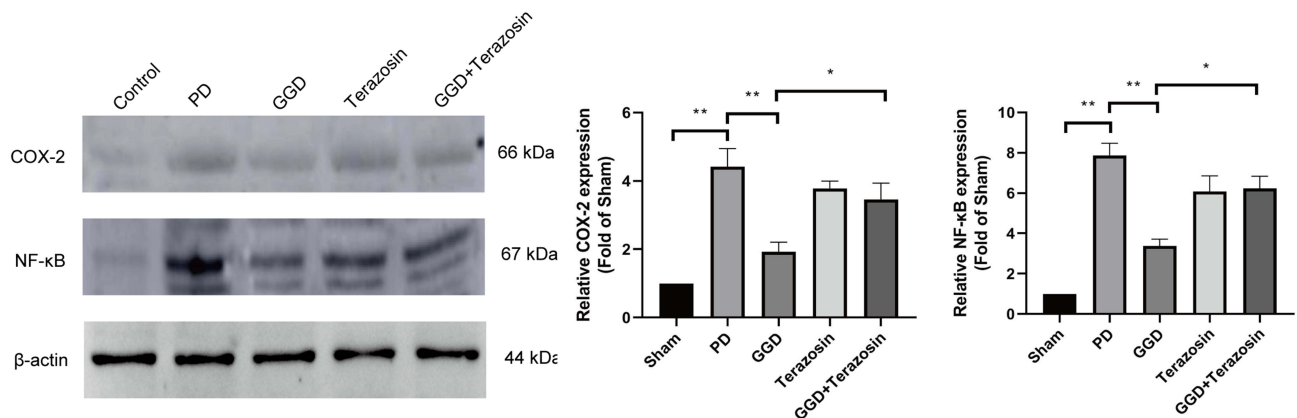 Control
PD
GGD
Terazosin
GGD+Terazosin
COX-2
66 kDa
NF-κB
67 kDa
β-actin
44 kDa
Relative COX-2 expression
(Fold of Sham)
6
4
2
0
**
**
*
Sham
PD
GGD
Terazosin
GGD+Terazosin
Relative NF-κB expression
(Fold of Sham)
10
8
6
4
2
0
**
**
*
Sham
PD
GGD
Terazosin
GGD+Terazosin